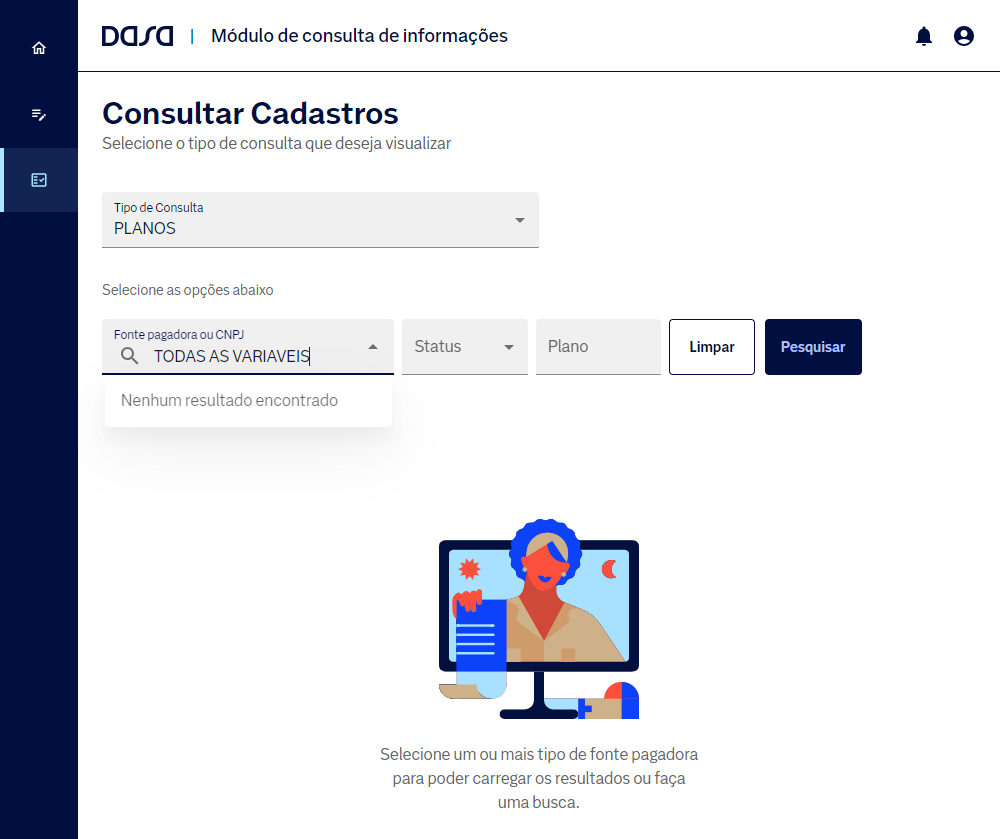 DASA | Módulo de consulta de informações
Consultar Cadastros
Selecione o tipo de consulta que deseja visualizar
Tipo de Consulta
PLANOS
Selecione as opções abaixo
Fonte pagadora ou CNPJ
TODAS AS VARIAVEIS
Status
Plano
Limpar
Pesquisar
Nenhum resultado encontrado
Selecione um ou mais tipo de fonte pagadora
para poder carregar os resultados ou faça
uma busca.